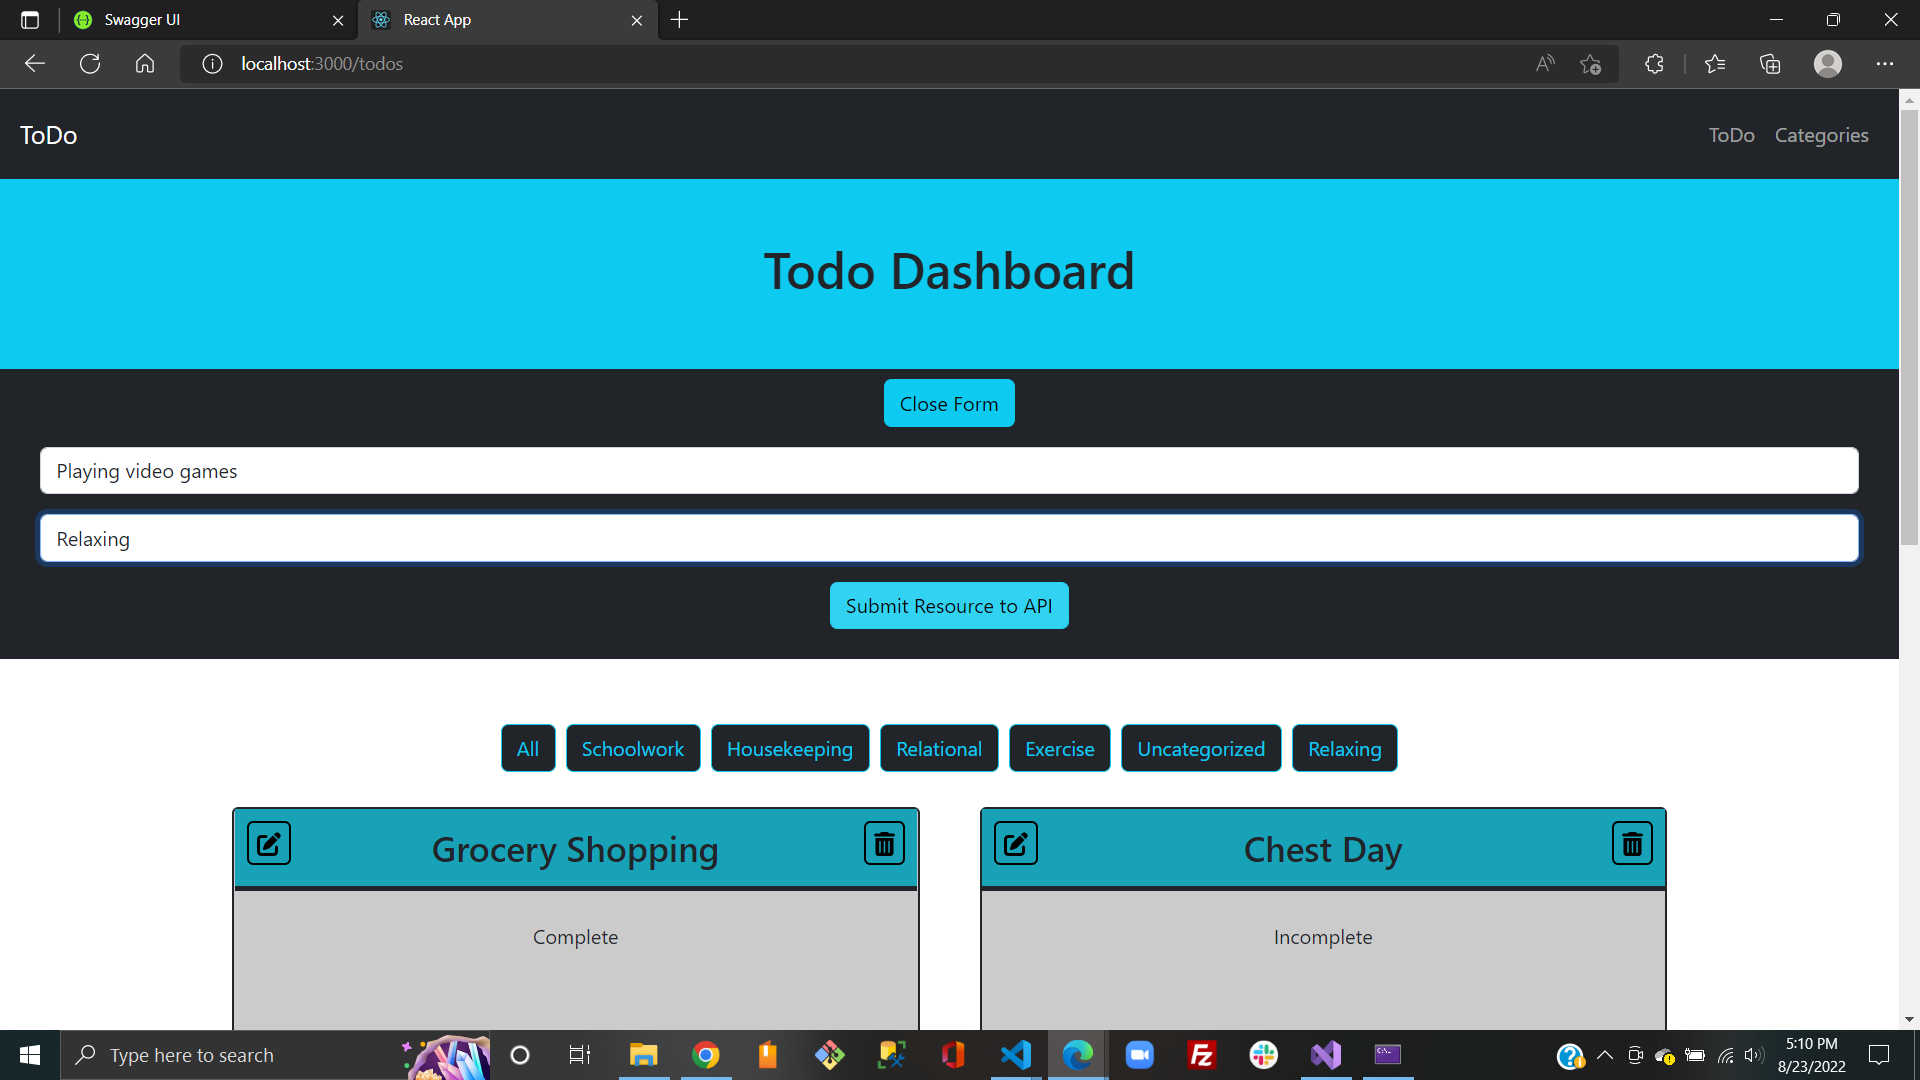 Swagger UI
React App
localhost:3000/todos
ToDo
ToDo Categories
Todo Dashboard
Close Form
Playing video games
Relaxing
Submit Resource to API
All Schoolwork Housekeeping Relational Exercise Uncategorized Relaxing
Grocery Shopping
Complete
Chest Day
Incomplete
Type here to search
5:10 PM
8/23/2022